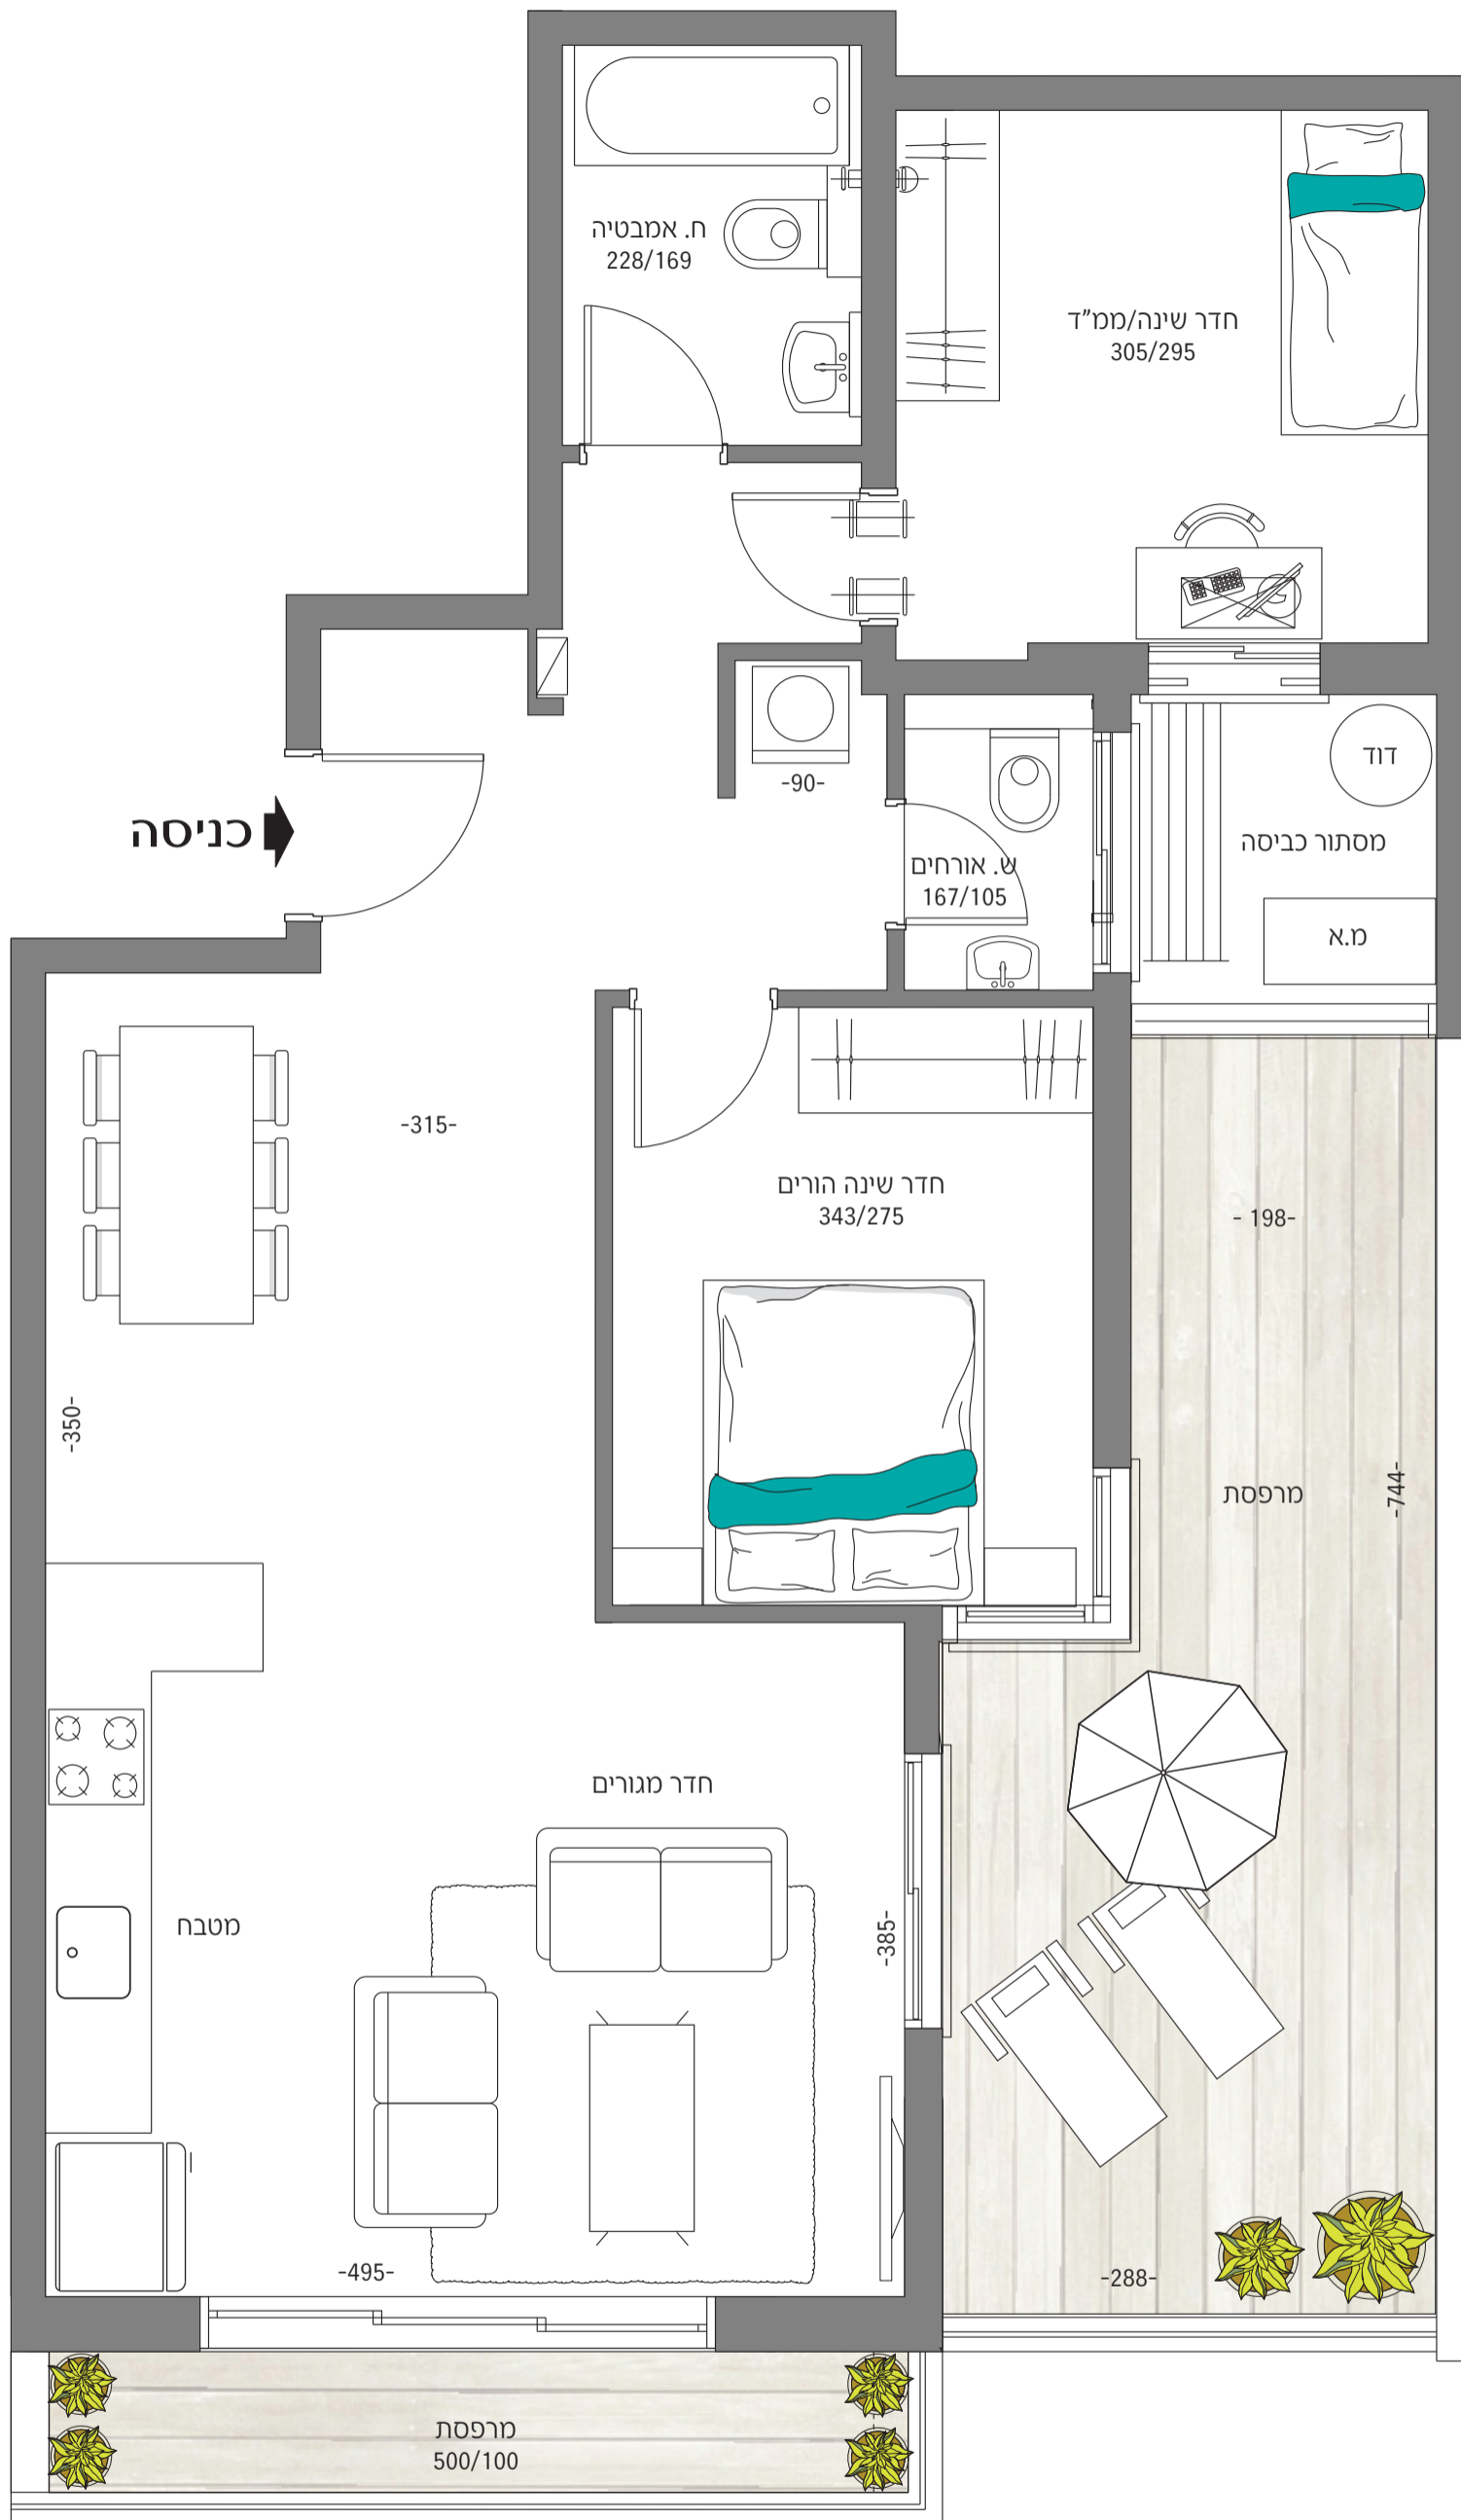 ח. אמבטיה
228/169
חדר שינה/ממ"ד
305/295
דוד
-90-
כניסה
מסתור כביסה
ש. אורחים
167/105
מ.א
-315-
חדר שינה הורים
343/275
- 198-
-350-
-744-
מרפסת
חדר מגורים
מטבח
-385-
-495-
-288-
מרפסת
500/100